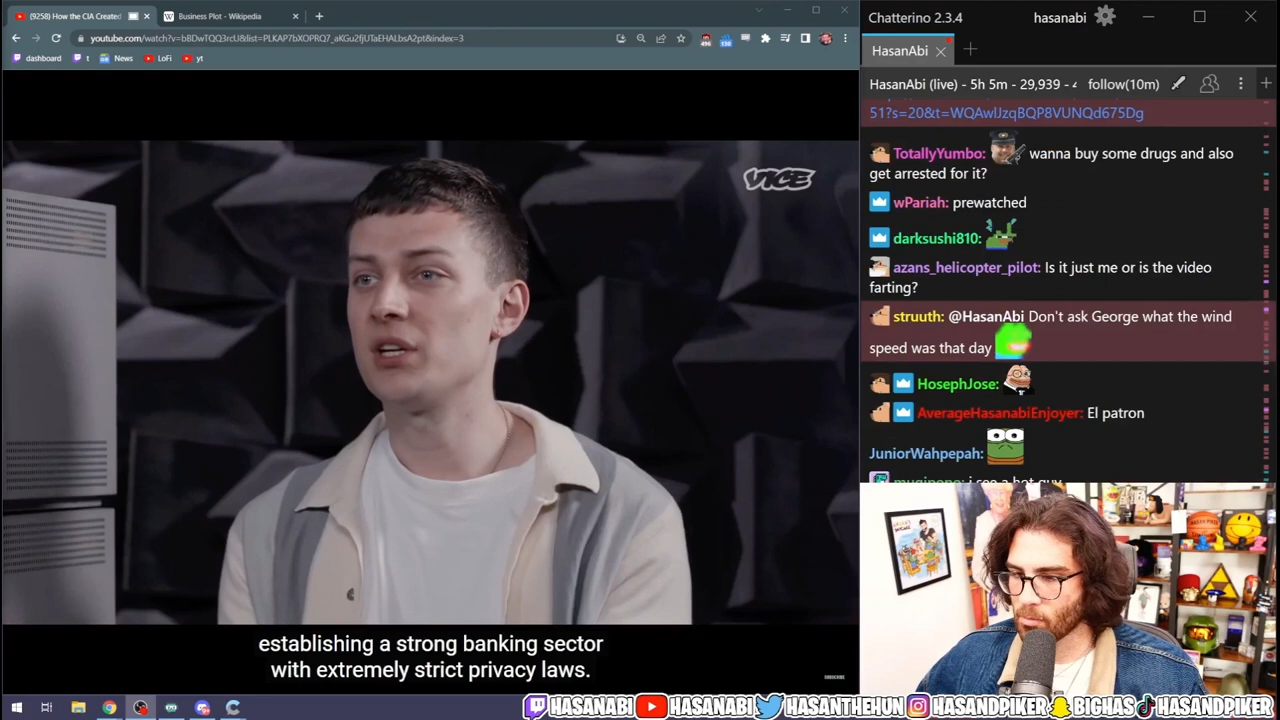 (9258) How the CIA Created
Business Plot - Wikipedia
youtube.com/watch?v=bBDwTQQ3rcU&list=PLKAP7bXOPRQ7_aKGu2fjUTaEHALbsA2pt&index=3
dashboard
t
News
LoFi
yt
VICE
establishing a strong banking sector
with extremely strict privacy laws.
SUBSCRIBE
Chatterino 2.3.4
hasanabi
HasanAbi
HasanAbi (live) - 5h 5m - 29,939 -
follow(10m)
51?s=20&t=WQAwlJzqBQP8VUNQd675Dg
TotallyYumbo: wanna buy some drugs and also
get arrested for it?
wPariah: prewatched
darksushi810:
azans_helicopter_pilot: Is it just me or is the video
farting?
struuth: @HasanAbi Don't ask George what the wind
speed was that day
HosephJose:
AverageHasanabiEnjoyer: El patron
JuniorWahpepah:
HASANABI HASANABI HASANTHEHUN HASANDPIKER BIGHAS HASANDPIKER